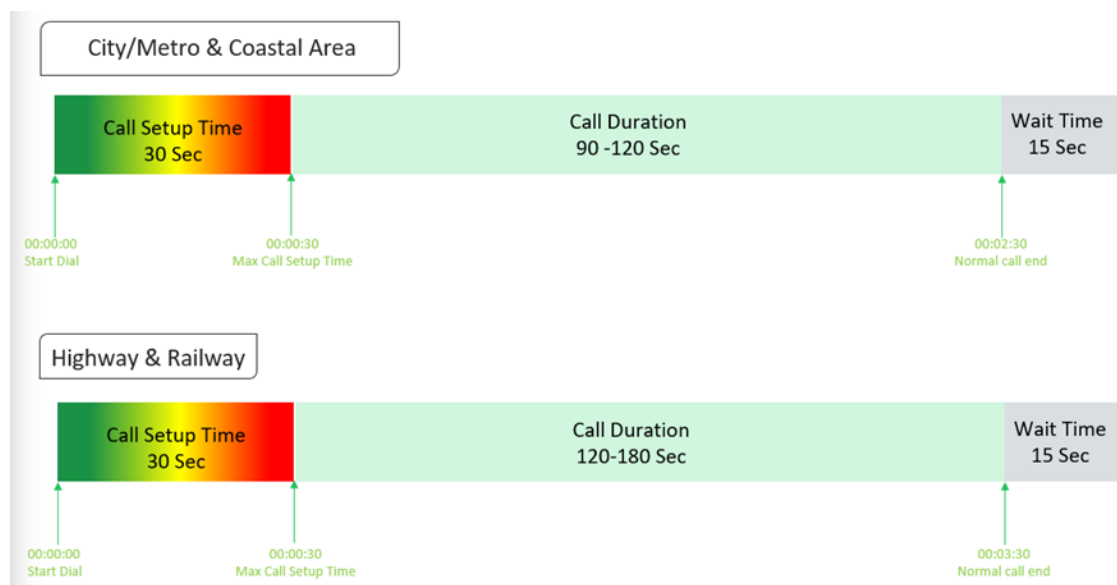 City/Metro & Coastal Area
Call Setup Time
30 Sec
Call Duration
90 -120 Sec
Wait Time
15 Sec
00:00:00
Start Dial
00:00:30
Max Call Setup Time
00:02:30
Normal call end
Highway & Railway
Call Setup Time
30 Sec
Call Duration
120-180 Sec
Wait Time
15 Sec
00:00:00
Start Dial
00:00:30
Max Call Setup Time
00:03:30
Normal call end